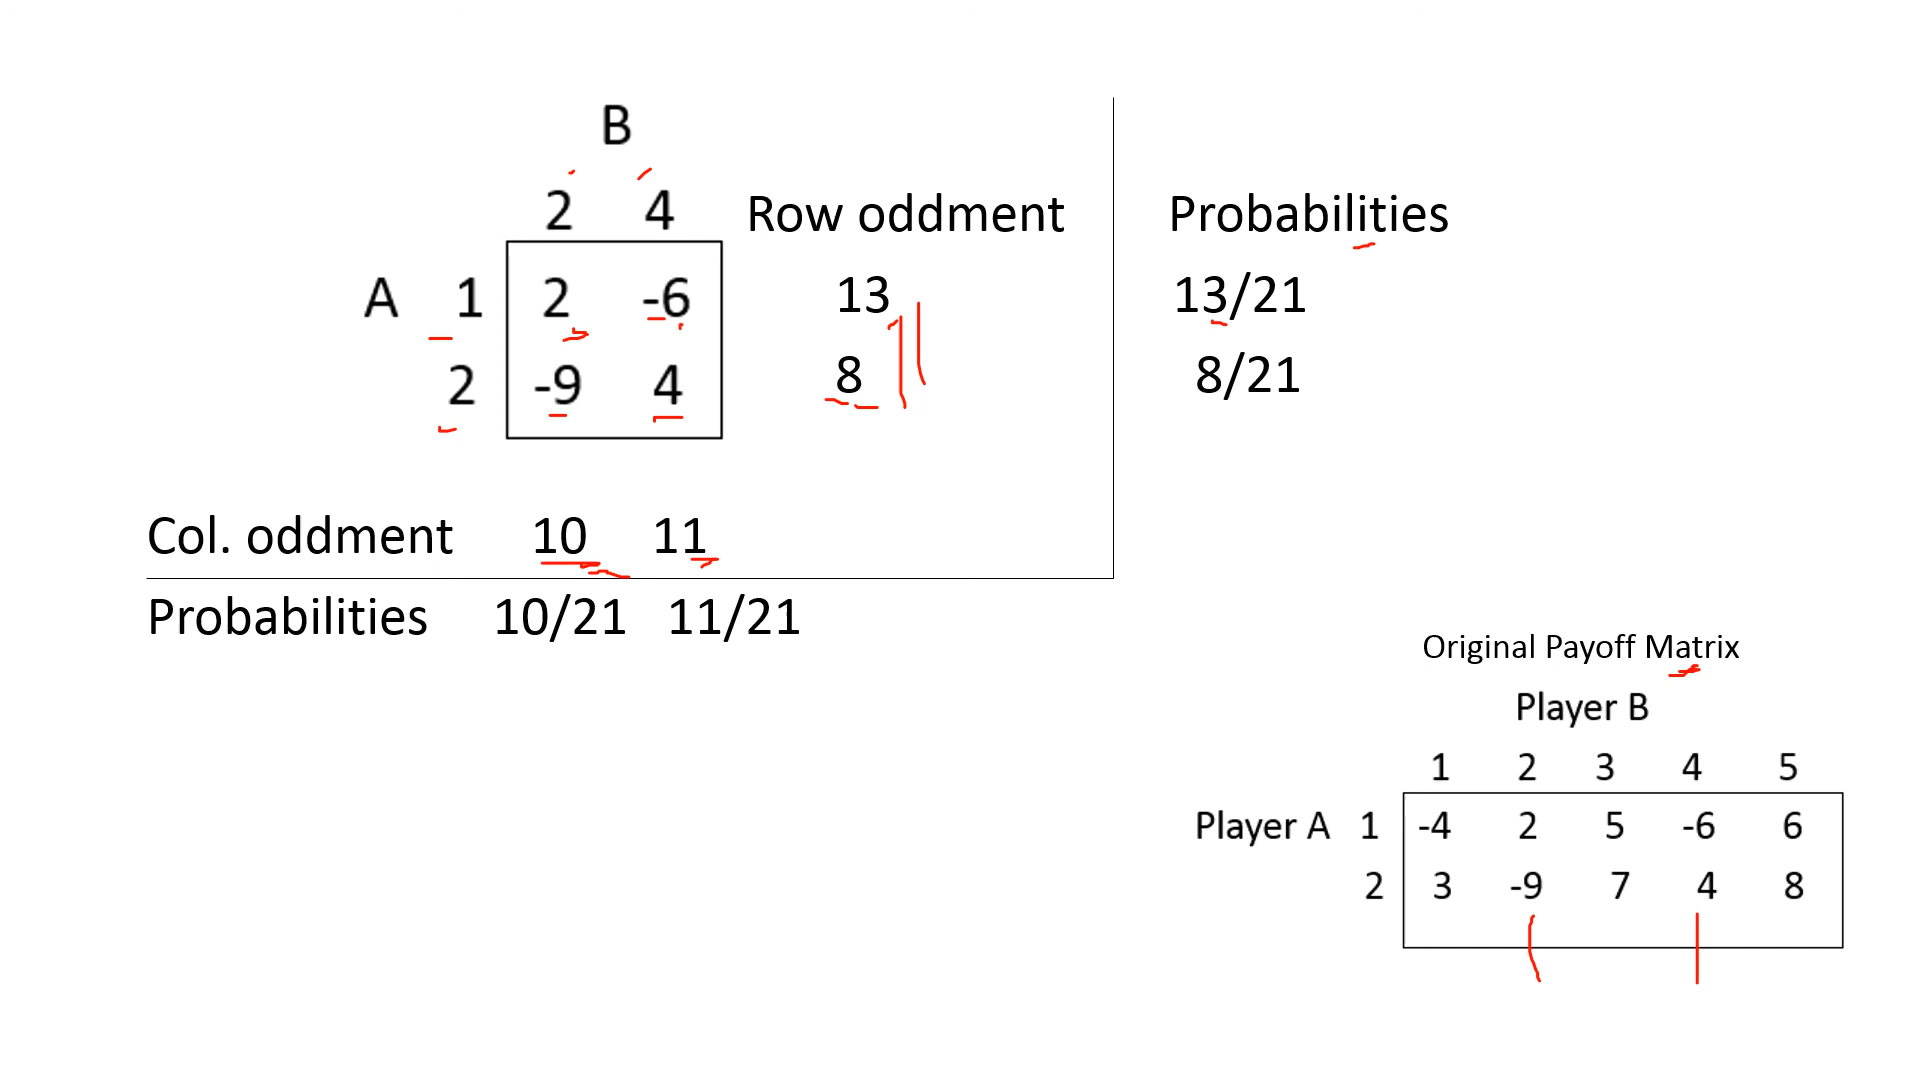 B
2 4 Row oddment Probabilities
A 1 2 -6 13 13/21
2 -9 4 8 8/21
Col. oddment 10 11
Probabilities 10/21 11/21
Original Payoff Matrix
Player B
1 2 3 4 5
Player A 1 -4 2 5 -6 6
2 3 -9 7 4 8